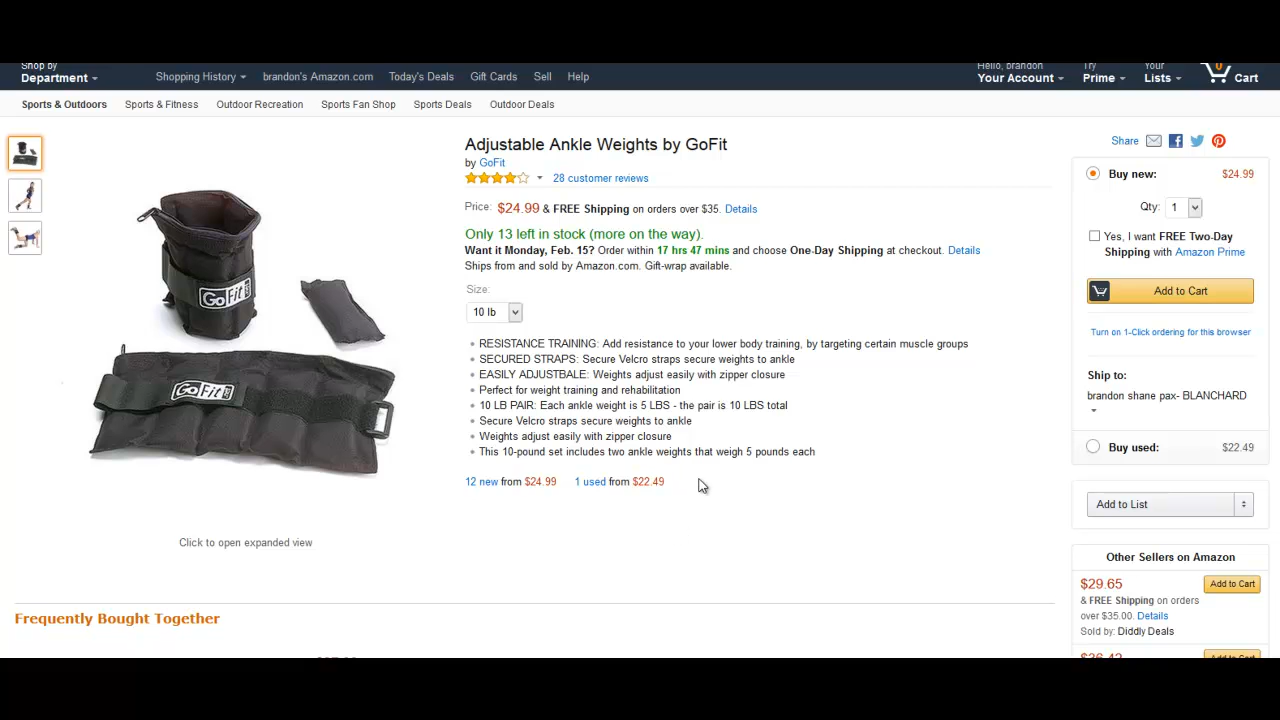 Shop by
Department
Shopping History
brandon's Amazon.com
Today's Deals
Gift Cards
Sell
Help
Hello, brandon
Your Account
Try
Prime
Your
Lists
0
Cart
Sports & Outdoors
Sports & Fitness
Outdoor Recreation
Sports Fan Shop
Sports Deals
Outdoor Deals
GoFit
GoFit
Click to open expanded view
Adjustable Ankle Weights by GoFit
by GoFit
28 customer reviews
Price: $24.99 & FREE Shipping on orders over $35. Details
Only 13 left in stock (more on the way).
Want it Monday, Feb. 15? Order within 17 hrs 47 mins and choose One-Day Shipping at checkout. Details
Ships from and sold by Amazon.com. Gift-wrap available.
Size:
10 lb
RESISTANCE TRAINING: Add resistance to your lower body training, by targeting certain muscle groups
SECURED STRAPS: Secure Velcro straps secure weights to ankle
EASILY ADJUSTBALE: Weights adjust easily with zipper closure
Perfect for weight training and rehabilitation
10 LB PAIR: Each ankle weight is 5 LBS - the pair is 10 LBS total
Secure Velcro straps secure weights to ankle
Weights adjust easily with zipper closure
This 10-pound set includes two ankle weights that weigh 5 pounds each
12 new from $24.99 1 used from $22.49
Share
Buy new: $24.99
Qty: 1
Yes, I want FREE Two-Day
Shipping with Amazon Prime
Add to Cart
Turn on 1-Click ordering for this browser
Ship to:
brandon shane pax- BLANCHARD
Buy used: $22.49
Add to List
Other Sellers on Amazon
$29.65
Add to Cart
& FREE Shipping on orders
over $35.00. Details
Sold by: Diddly Deals
$36.42
Add to Cart
Frequently Bought Together